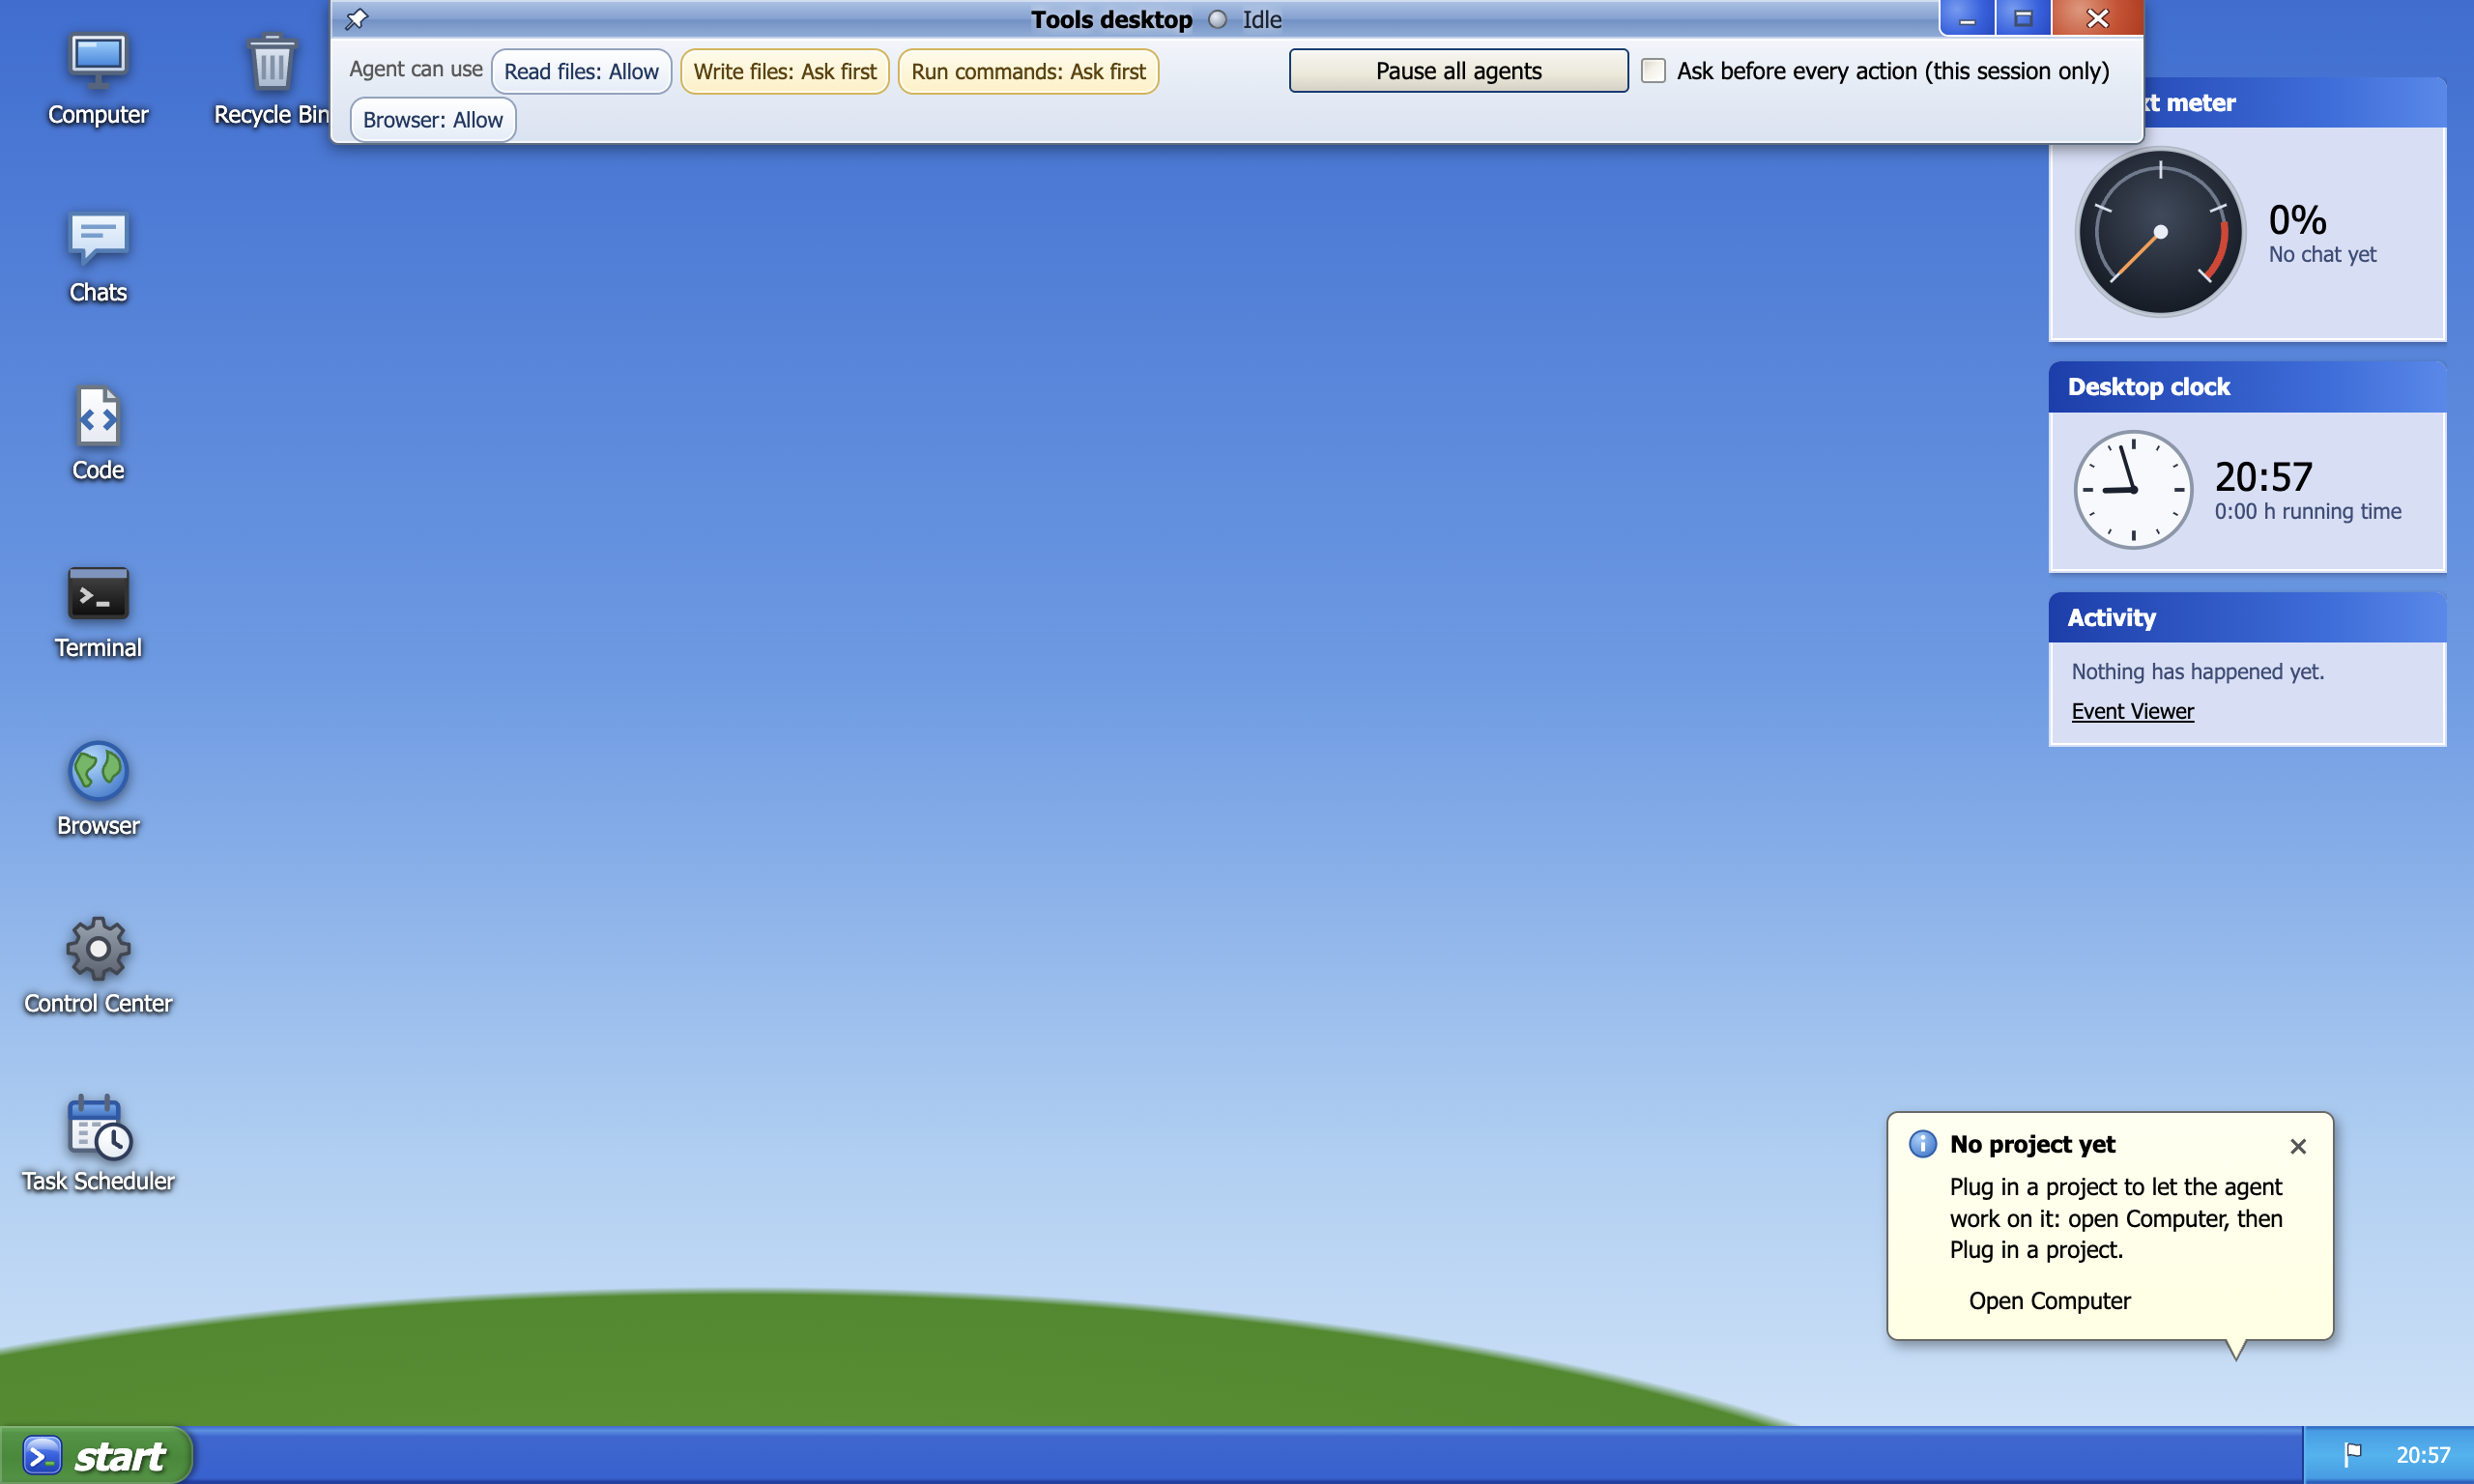 Tools desktop Idle
Agent can use Read files: Allow Write files: Ask first Run commands: Ask first Pause all agents Ask before every action (this session only)
Browser: Allow
Computer
Recycle Bin
Chats
Code
Terminal
Browser
Control Center
Task Scheduler
meter
0%
No chat yet
Desktop clock
20:57
0:00 h running time
Activity
Nothing has happened yet.
Event Viewer
No project yet
Plug in a project to let the agent
work on it: open Computer, then
Plug in a project.
Open Computer
start
20:57